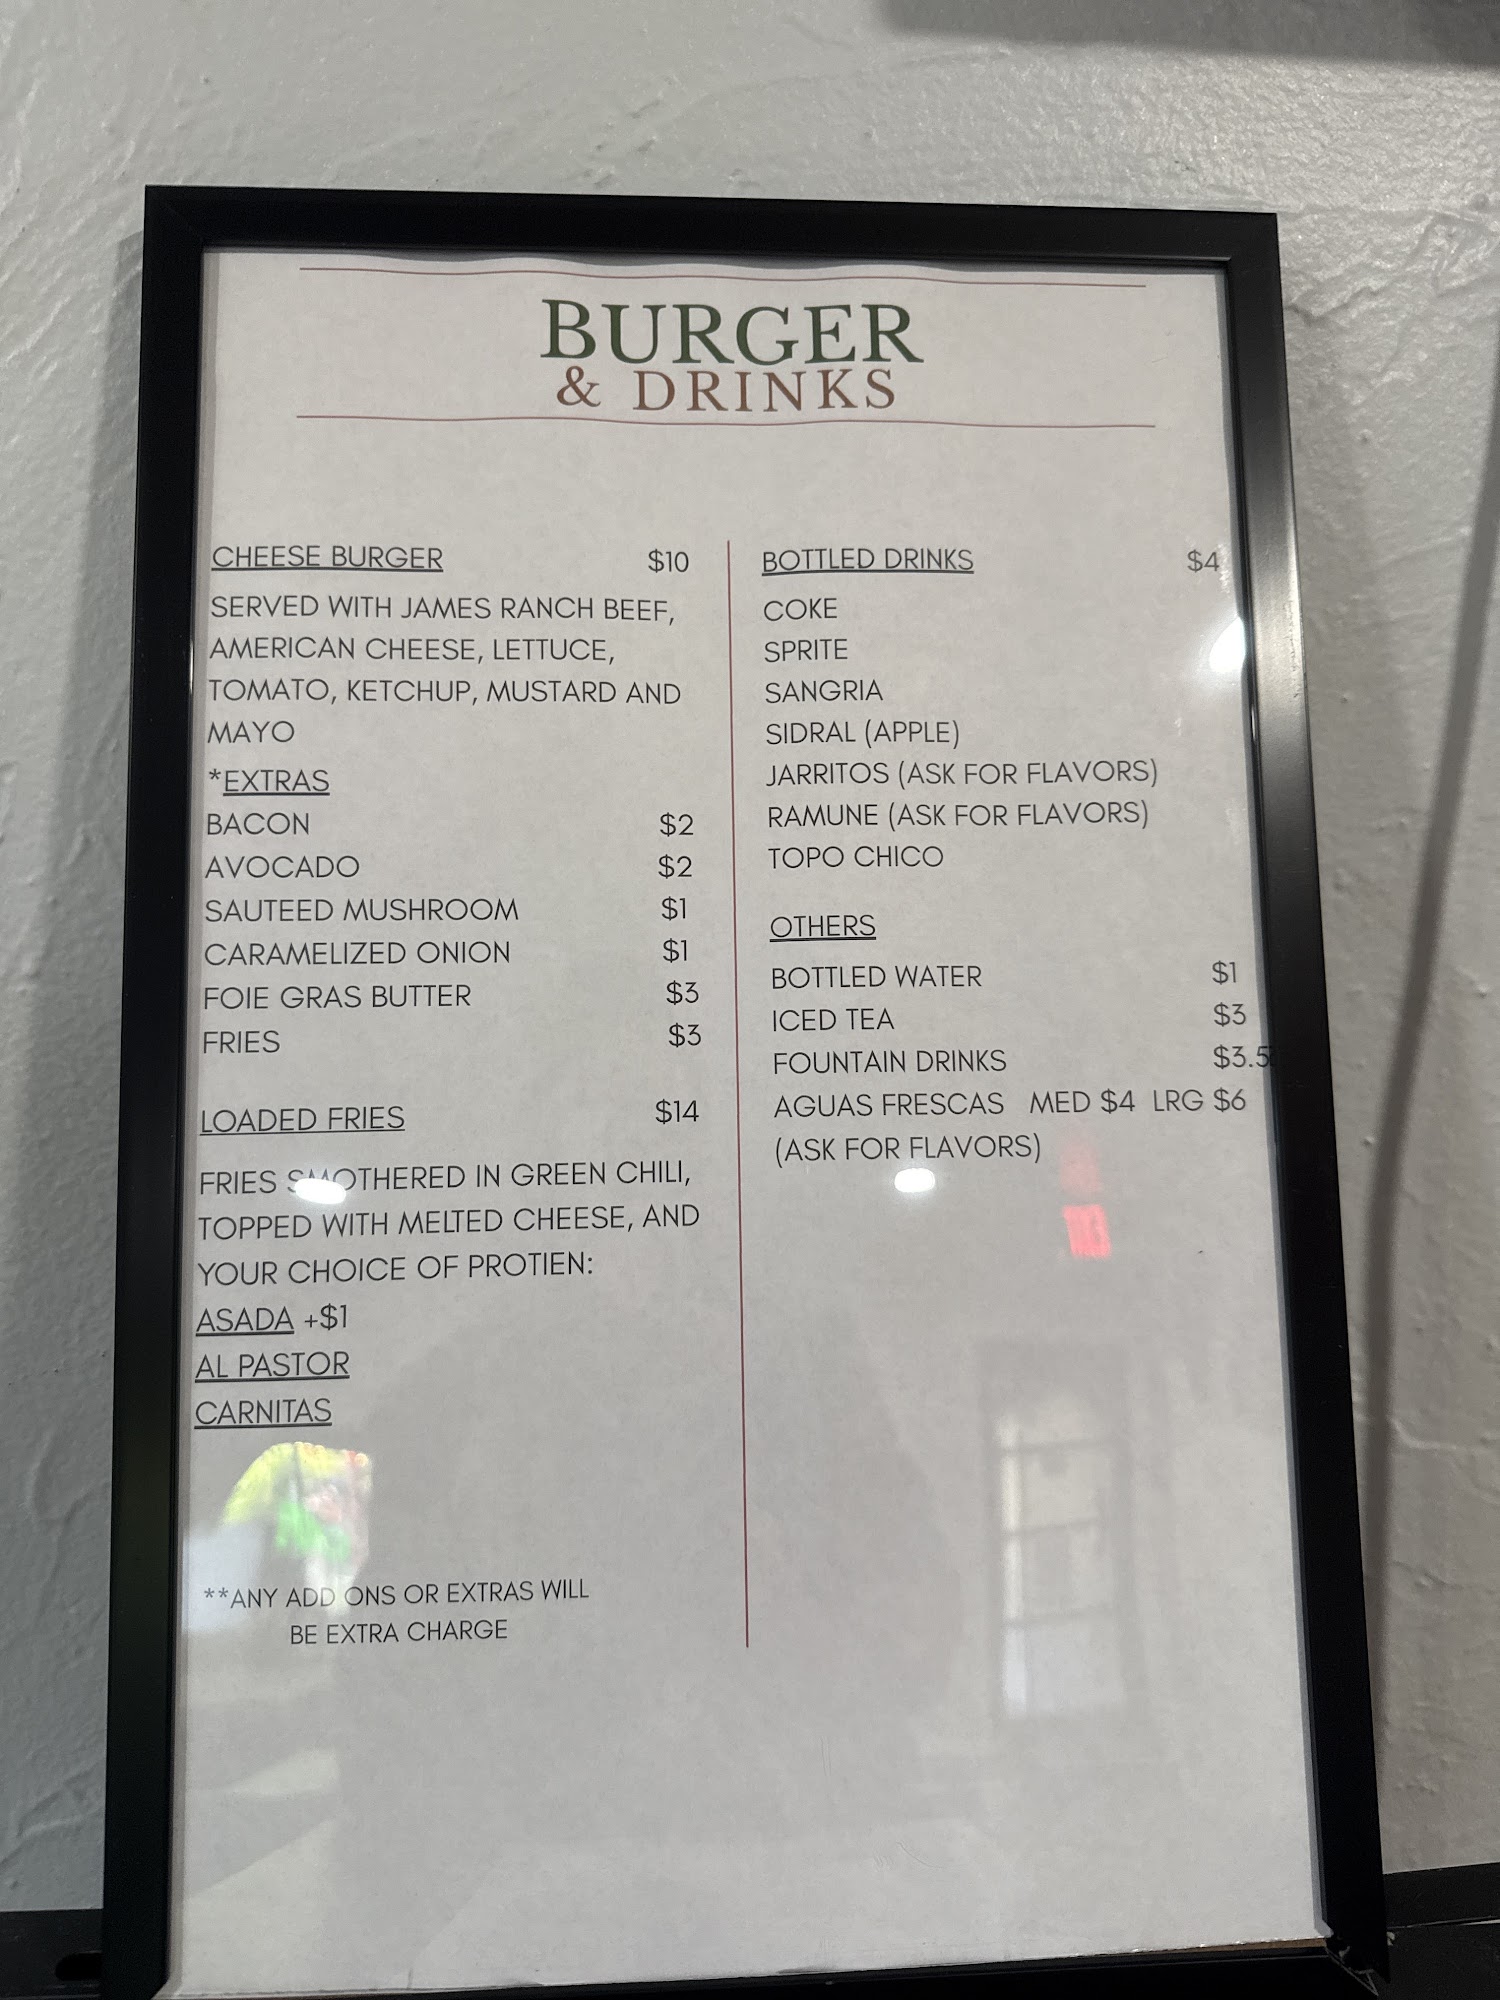 BURGER
& DRINKS
CHEESE BURGER $10
SERVED WITH JAMES RANCH BEEF,
AMERICAN CHEESE, LETTUCE,
TOMATO, KETCHUP, MUSTARD AND
MAYO
*EXTRAS
BACON $2
AVOCADO $2
SAUTEED MUSHROOM $1
CARAMELIZED ONION $1
FOIE GRAS BUTTER $3
FRIES $3
LOADED FRIES $14
FRIES SMOTHERED IN GREEN CHILI,
TOPPED WITH MELTED CHEESE, AND
YOUR CHOICE OF PROTIEN:
ASADA +$1
AL PASTOR
CARNITAS
**ANY ADD ONS OR EXTRAS WILL
BE EXTRA CHARGE
BOTTLED DRINKS $4
COKE
SPRITE
SANGRIA
SIDRAL (APPLE)
JARRITOS (ASK FOR FLAVORS)
RAMUNE (ASK FOR FLAVORS)
TOPO CHICO
OTHERS
BOTTLED WATER $1
ICED TEA $3
FOUNTAIN DRINKS
AGUAS FRESCAS MED $4 LRG $6
(ASK FOR FLAVORS)